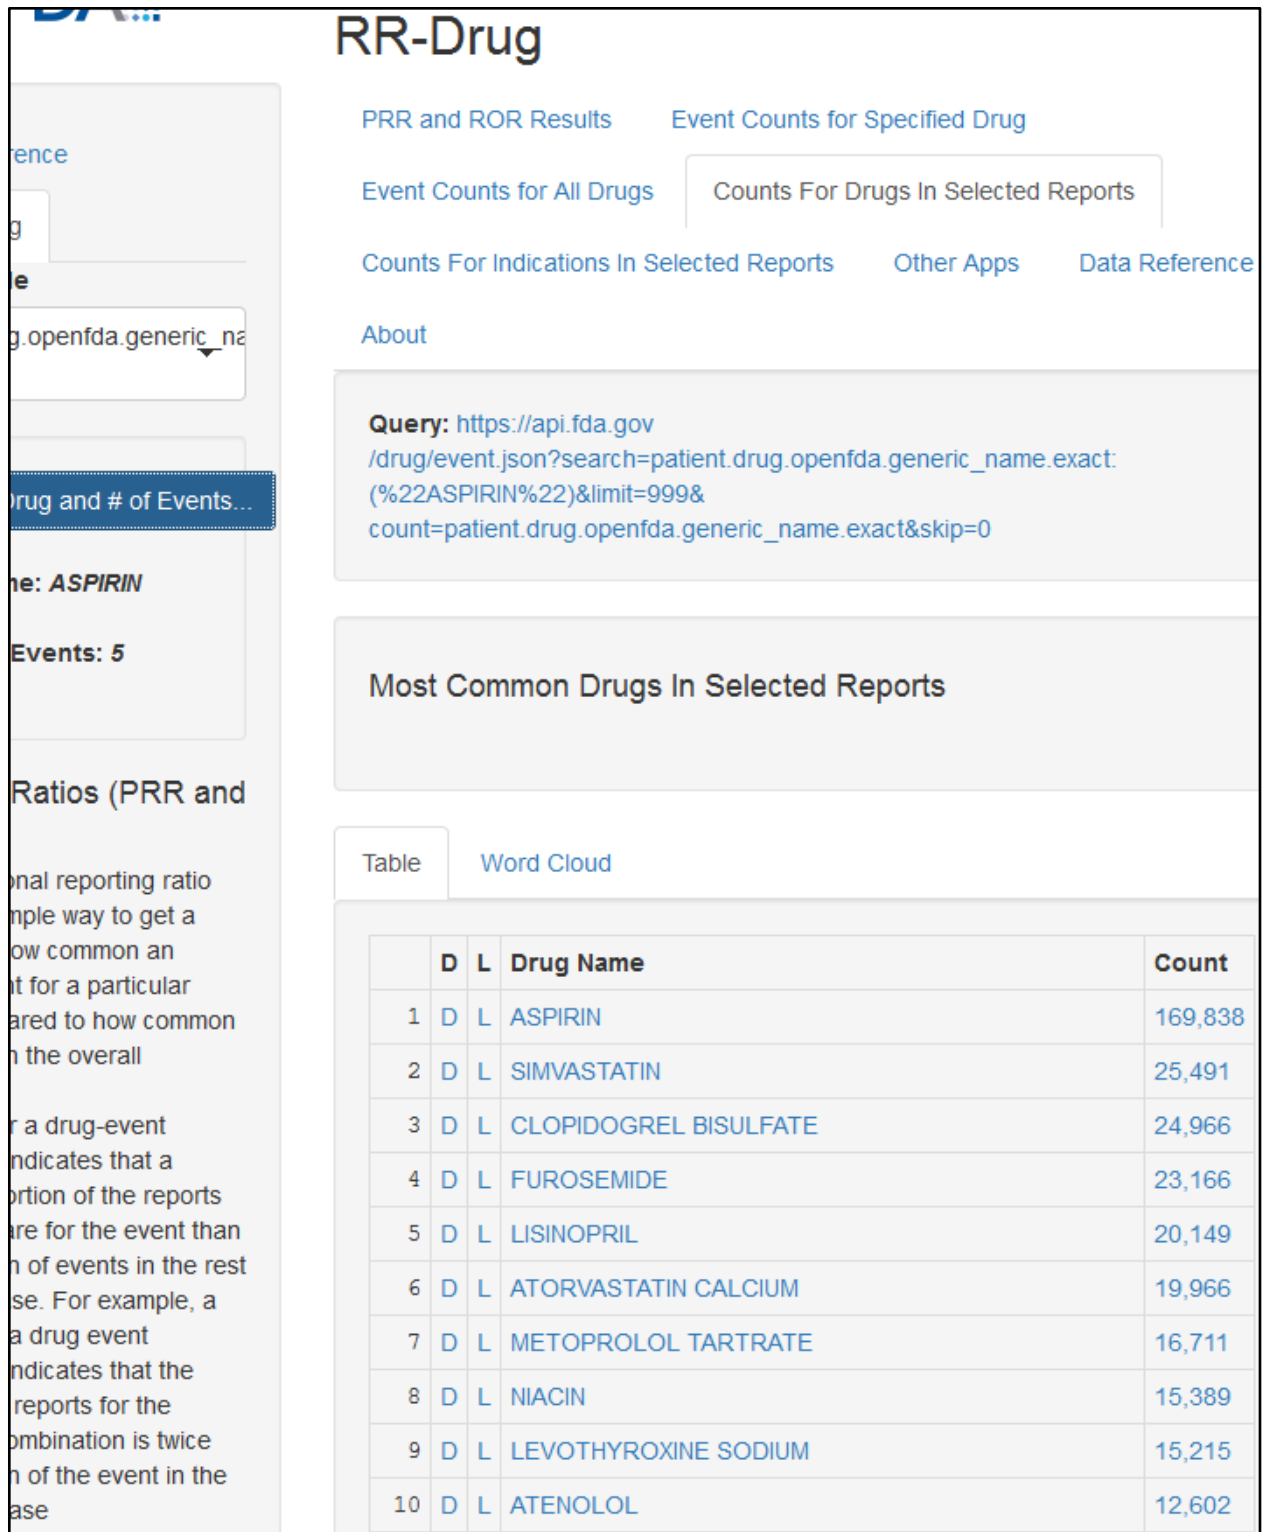 RR-Drug
PRR and ROR Results Event Counts for Specified Drug
Event Counts for All Drugs Counts For Drugs In Selected Reports
Counts For Indications In Selected Reports Other Apps Data Reference
About
Query: https://api.fda.gov
/drug/event.json?search=patient.drug.openfda.generic_name.exact:
(%22ASPIRIN%22)&limit=999&
count=patient.drug.openfda.generic_name.exact&skip=0
Most Common Drugs In Selected Reports
Table Word Cloud
D L Drug Name Count
1 D L ASPIRIN 169,838
2 D L SIMVASTATIN 25,491
3 D L CLOPIDOGREL BISULFATE 24,966
4 D L FUROSEMIDE 23,166
5 D L LISINOPRIL 20,149
6 D L ATORVASTATIN CALCIUM 19,966
7 D L METOPROLOL TARTRATE 16,711
8 D L NIACIN 15,389
9 D L LEVOTHYROXINE SODIUM 15,215
10 D L ATENOLOL 12,602
rence
g
le
g.openfda.generic_na
Drug and # of Events...
ne: ASPIRIN
Events: 5
Ratios (PRR and
onal reporting ratio
mple way to get a
ow common an
nt for a particular
ared to how common
n the overall
r a drug-event
ndicates that a
ortion of the reports
are for the event than
n of events in the rest
se. For example, a
a drug event
ndicates that the
reports for the
ombination is twice
n of the event in the
ase